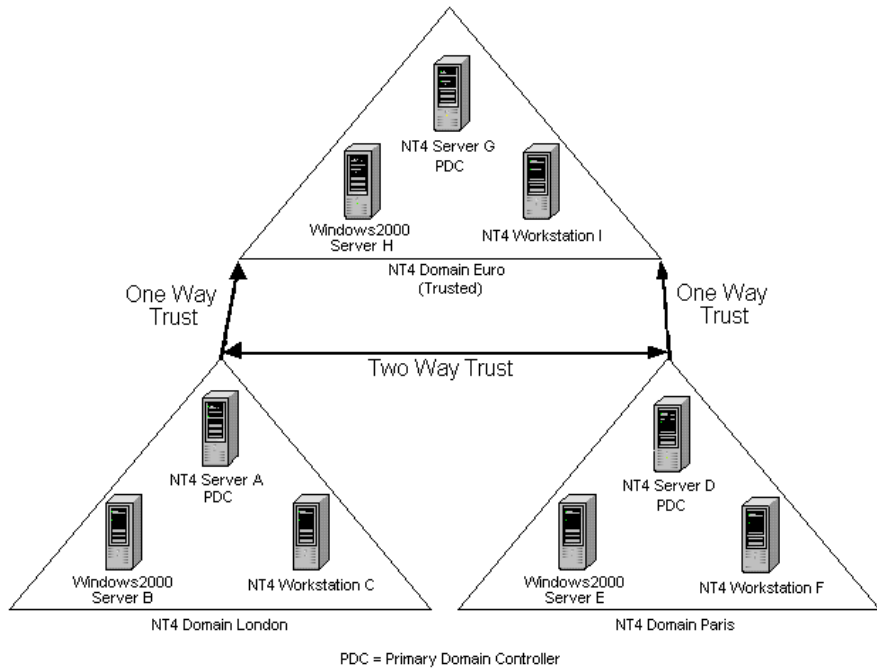 NT4 Server G
PDC
Windows2000
Server H
NT4 Workstation I
NT4 Domain Euro
(Trusted)
One Way
Trust
One Way
Trust
Two Way Trust
NT4 Server A
PDC
Windows2000
Server B
NT4 Workstation C
NT4 Domain London
NT4 Server D
PDC
Windows2000
Server E
NT4 Workstation F
NT4 Domain Paris
PDC = Primary Domain Controller